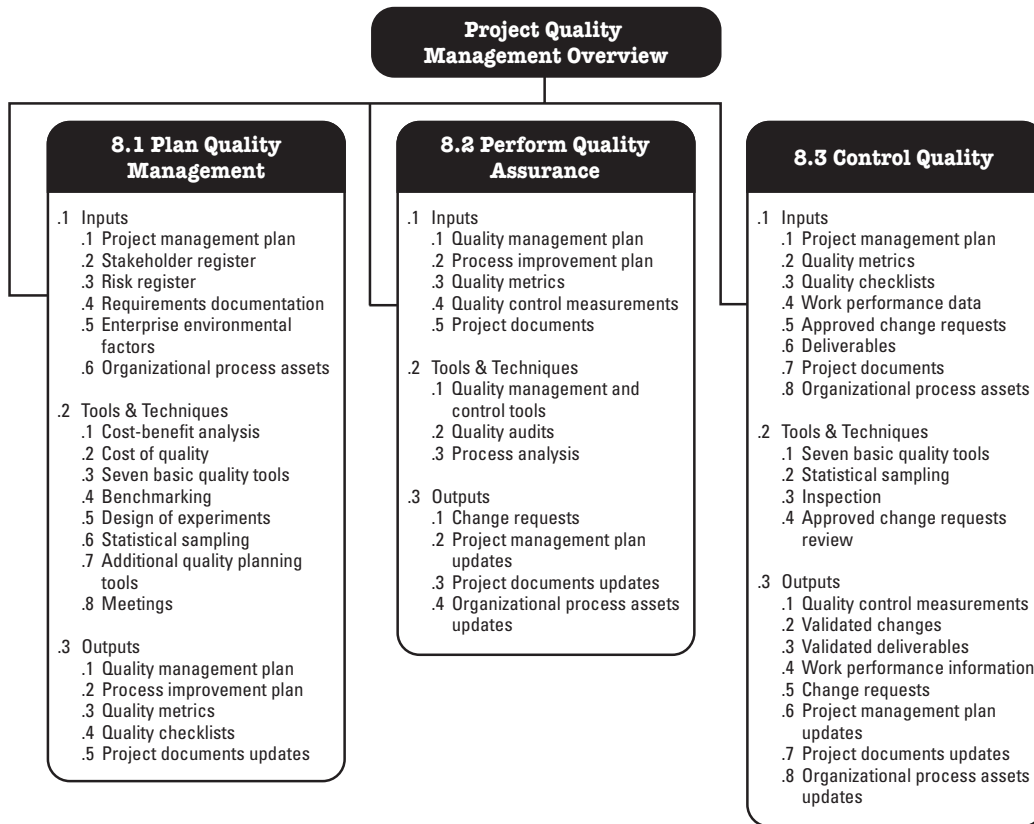 Project Quality
Management Overview
8.1 Plan Quality
Management
.1 Inputs
.1 Project management plan
.2 Stakeholder register
.3 Risk register
.4 Requirements documentation
.5 Enterprise environmental
factors
.6 Organizational process assets
.2 Tools & Techniques
.1 Cost-benefit analysis
.2 Cost of quality
.3 Seven basic quality tools
.4 Benchmarking
.5 Design of experiments
.6 Statistical sampling
.7 Additional quality planning
tools
.8 Meetings
.3 Outputs
.1 Quality management plan
.2 Process improvement plan
.3 Quality metrics
.4 Quality checklists
.5 Project documents updates
8.2 Perform Quality
Assurance
.1 Inputs
.1 Quality management plan
.2 Process improvement plan
.3 Quality metrics
.4 Quality control measurements
.5 Project documents
.2 Tools & Techniques
.1 Quality management and
control tools
.2 Quality audits
.3 Process analysis
.3 Outputs
.1 Change requests
.2 Project management plan
updates
.3 Project documents updates
.4 Organizational process assets
updates
8.3 Control Quality
.1 Inputs
.1 Project management plan
.2 Quality metrics
.3 Quality checklists
.4 Work performance data
.5 Approved change requests
.6 Deliverables
.7 Project documents
.8 Organizational process assets
.2 Tools & Techniques
.1 Seven basic quality tools
.2 Statistical sampling
.3 Inspection
.4 Approved change requests
review
.3 Outputs
.1 Quality control measurements
.2 Validated changes
.3 Validated deliverables
.4 Work performance information
.5 Change requests
.6 Project management plan
updates
.7 Project documents updates
.8 Organizational process assets
updates